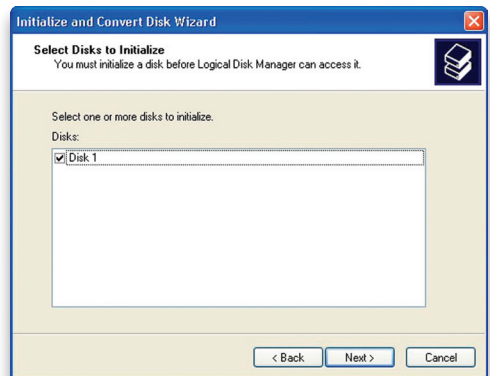 Initialize and Convert Disk Wizard
Select Disks to Initialize
You must initialize a disk before Logical Disk Manager can access it.
Select one or more disks to initialize.
Disks:
Disk 1
< Back Next > Cancel